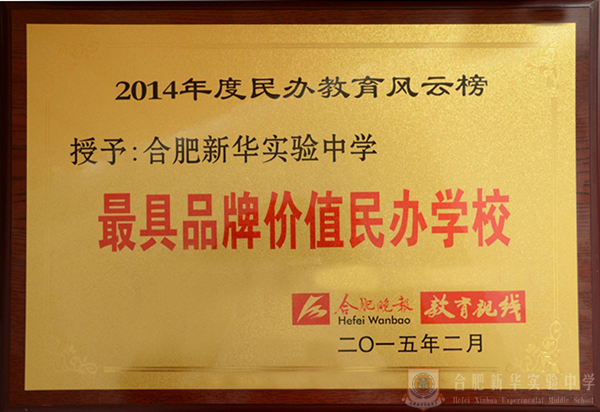 2014年度民办教育风云榜
授予:合肥新华实验中学
最具品牌价值民办学校
合肥晚报 教育视线
Hefei Wanbao
二〇一五年二月
合肥新华实验中学
Hefei Xinhua Experimental Middle School